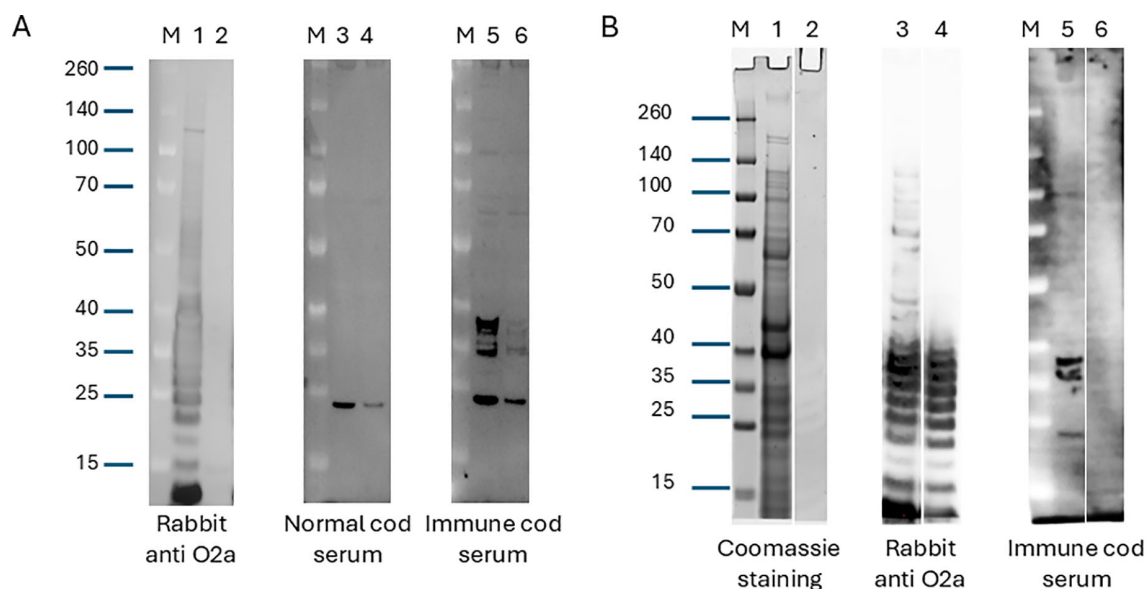 A
M 1 2
M 3 4
M 5 6
260
140
100
70
50
40
35
25
15
Rabbit
anti O2a
Normal cod
serum
Immune cod
serum
B
M 1 2
3 4
M 5 6
260
140
100
70
50
40
35
25
15
Coomassie
staining
Rabbit
anti O2a
Immune cod
serum